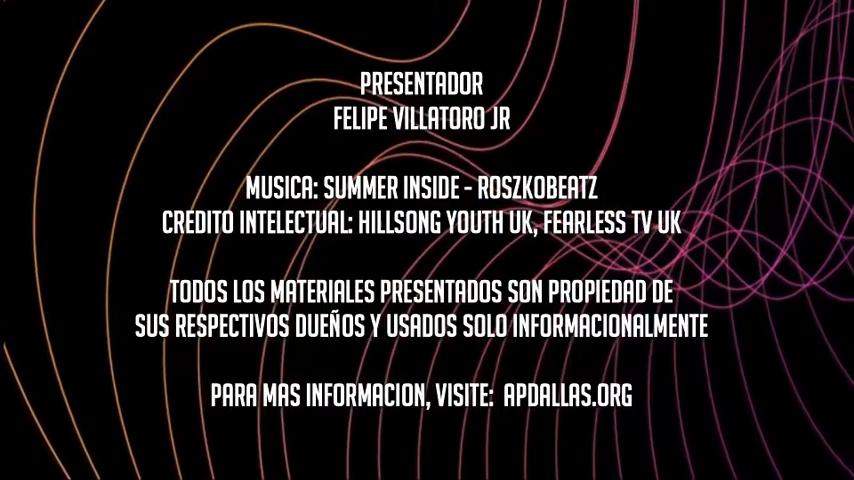 PRESENTADOR
FELIPE VILLATORO JR
MUSICA: SUMMER INSIDE - ROSZKOBEATZ
CREDITO INTELECTUAL: HILLSONG YOUTH UK, FEARLESS TV UK
TODOS LOS MATERIALES PRESENTADOS SON PROPIEDAD DE
SUS RESPECTIVOS DUEÑOS Y USADOS SOLO INFORMACIONALMENTE
PARA MAS INFORMACION, VISITE: APDALLAS.ORG